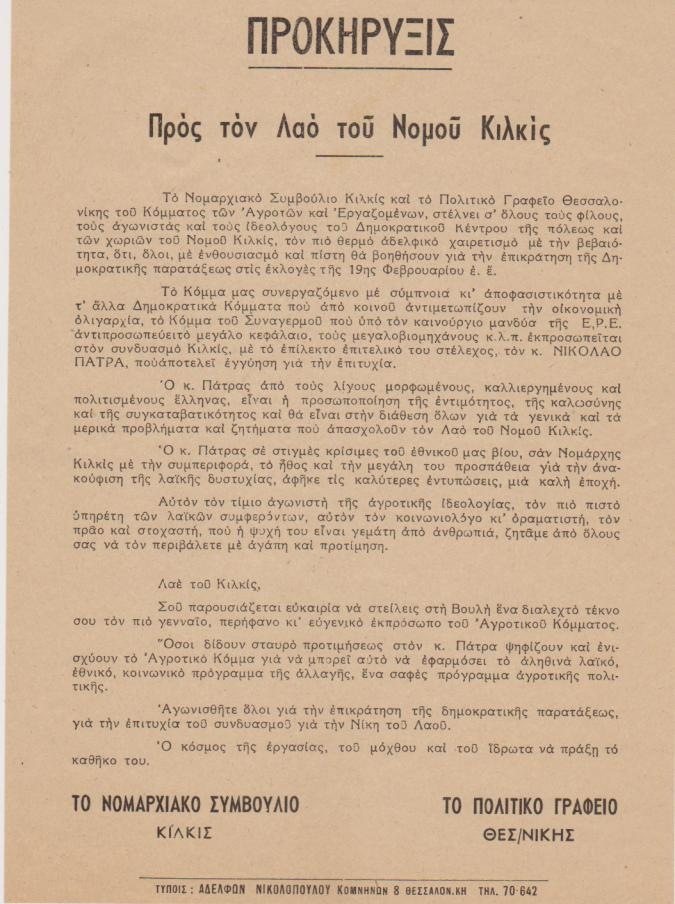 ΠΡΟΚΗΡΥΞΙΣ
Πρὸς τὸν Λαὸ τοῦ Νομοῦ Κιλκὶς
Τὸ Νομαρχιακὸ Συμβούλιο Κιλκὶς καὶ τὸ Πολιτικὸ Γραφεῖο Θεσσαλο-
νίκης τοῦ Κόμματος τῶν Ἀγροτῶν καὶ Ἐργαζομένων, στέλνει σ' ὅλους τοὺς φίλους,
τοὺς ἀγωνιστὰς καὶ τοὺς ἰδεολόγους τοῦ Δημοκρατικοῦ Κέντρου τῆς πόλεως καὶ
τῶν χωριῶν τοῦ Νομοῦ Κιλκίς, τὸν πιὸ θερμὸ ἀδελφικὸ χαιρετισμὸ μὲ τὴν βεβαιό-
τητα, ὅτι, ὅλοι, μὲ ἐνθουσιασμὸ καὶ πίστη θὰ βοηθήσουν γιὰ τὴν ἐπικράτηση τῆς Δη-
μοκρατικῆς παρατάξεως στὶς ἐκλογὲς τῆς 19ης Φεβρουαρίου ἐ. ἔ.
Τὸ Κόμμα μας συνεργαζόμενο μὲ σύμπνοια κι' ἀποφασιστικότητα μὲ
τ' ἄλλα Δημοκρατικὰ Κόμματα ποὺ ἀπὸ κοινοῦ ἀντιμετωπίζουν τὴν οἰκονομικὴ
ὀλιγαρχία, τὸ Κόμμα τοῦ Συναγερμοῦ ποὺ ὑπὸ τὸν καινούργιο μανδύα τῆς Ε,Ρ.Ε.
ἀντιπροσωπεύειτὸ μεγάλο κεφάλαιο, τοὺς μεγαλοβιομηχάνους κ.λ.π. ἐκπροσωπεῖται
στὸν συνδυασμὸ Κιλκίς, μὲ τὸ ἐπίλεκτο ἐπιτελικό του στέλεχος, τὸν κ. ΝΙΚΟΛΑΟ
ΠΑΤΡΑ, ποὺἀποτελεῖ ἐγγύηση γιὰ τὴν ἐπιτυχία.
Ὁ κ. Πάτρας ἀπὸ τοὺς λίγους μορφωμένους, καλλιεργημένους καὶ
πολιτισμένους ἕλληνας, εἶναι ἡ προσωποποίηση τῆς ἐντιμότητος, τῆς καλοσύνης
καὶ τῆς συγκαταβατικότητος καὶ θὰ εἶναι στὴν διάθεση ὅλων γιὰ τὰ γενικὰ καὶ τὰ
μερικὰ προβλήματα καὶ ζητήματα ποὺ ἀπασχολοῦν τὸν Λαὸ τοῦ Νομοῦ Κιλκίς.
Ὁ κ. Πάτρας σὲ στιγμὲς κρίσιμες τοῦ ἐθνικοῦ μας βίου, σὰν Νομάρχης
Κιλκὶς μὲ τὴν συμπεριφορά, τὸ ἦθος καὶ τὴν μεγάλη του προσπάθεια γιὰ τὴν ἀνα-
κούφιση τῆς λαϊκῆς δυστυχίας, ἀφῆκε τὶς καλύτερες ἐντυπώσεις, μιὰ καλὴ ἐποχή.
Αὐτὸν τὸν τίμιο ἀγωνιστὴ τῆς ἀγροτικῆς ἰδεολογίας, τὸν πιὸ πιστὸ
ὑπηρέτη τῶν λαϊκῶν συμφερόντων, αὐτὸν τὸν κοινωνιολόγο κι' δραματιστή, τὸν
πρᾶο καὶ στοχαστή, ποὺ ἡ ψυχή του εἶναι γεμάτη ἀπὸ ἀνθρωπιά, ζητᾶμε ἀπὸ ὅλους
σας νὰ τὸν περιβάλετε μὲ ἀγάπη καὶ προτίμηση.
Λαὲ τοῦ Κιλκίς,
Σοῦ παρουσιάζεται εὐκαιρία νὰ στείλεις στὴ Βουλὴ ἕνα διαλεχτὸ τέκνο
σου τὸν πιὸ γενναῖο, περήφανο κι' εὐγενικὸ ἐκπρόσωπο τοῦ Ἀγροτικοῦ Κόμματος.
Ὅσοι δίδουν σταυρὸ προτιμήσεως στὸν κ. Πάτρα ψηφίζουν καὶ ἐνι-
σχύουν τὸ Ἀγροτικὸ Κόμμα γιὰ νὰ μπορεῖ αὐτὸ νὰ ἐφαρμόσει τὸ ἀληθινὰ λαϊκό,
ἐθνικό, κοινωνικὸ πρόγραμμα τῆς ἀλλαγῆς, ἕνα σαφὲς πρόγραμμα ἀγροτικῆς πολι-
τικῆς.
Ἀγωνισθῆτε ὅλοι γιὰ τὴν ἐπικράτηση τῆς δημοκρατικῆς παρατάξεως,
γιὰ τὴν ἐπιτυχία τοῦ συνδυασμοῦ γιὰ τὴν Νίκη τοῦ Λαοῦ.
Ὁ κόσμος τῆς ἐργασίας, τοῦ μόχθου καὶ τοῦ ἱδρωτα νὰ πράξῃ τὸ
καθῆκο του.
ΤΟ ΝΟΜΑΡΧΙΑΚΟ ΣΥΜΒΟΥΛΙΟ
ΚΙΛΚΙΣ
ΤΟ ΠΟΛΙΤΙΚΟ ΓΡΑΦΕΙΟ
ΘΕΣ/ΝΙΚΗΣ
ΤΥΠΟΙΣ : ΑΔΕΛΦΩΝ ΝΙΚΟΛΟΠΟΥΛΟΥ ΚΟΜΝΗΝΩΝ 8 ΘΕΣΣΑΛΟΝ.ΚΗ ΤΗΛ. 70-642